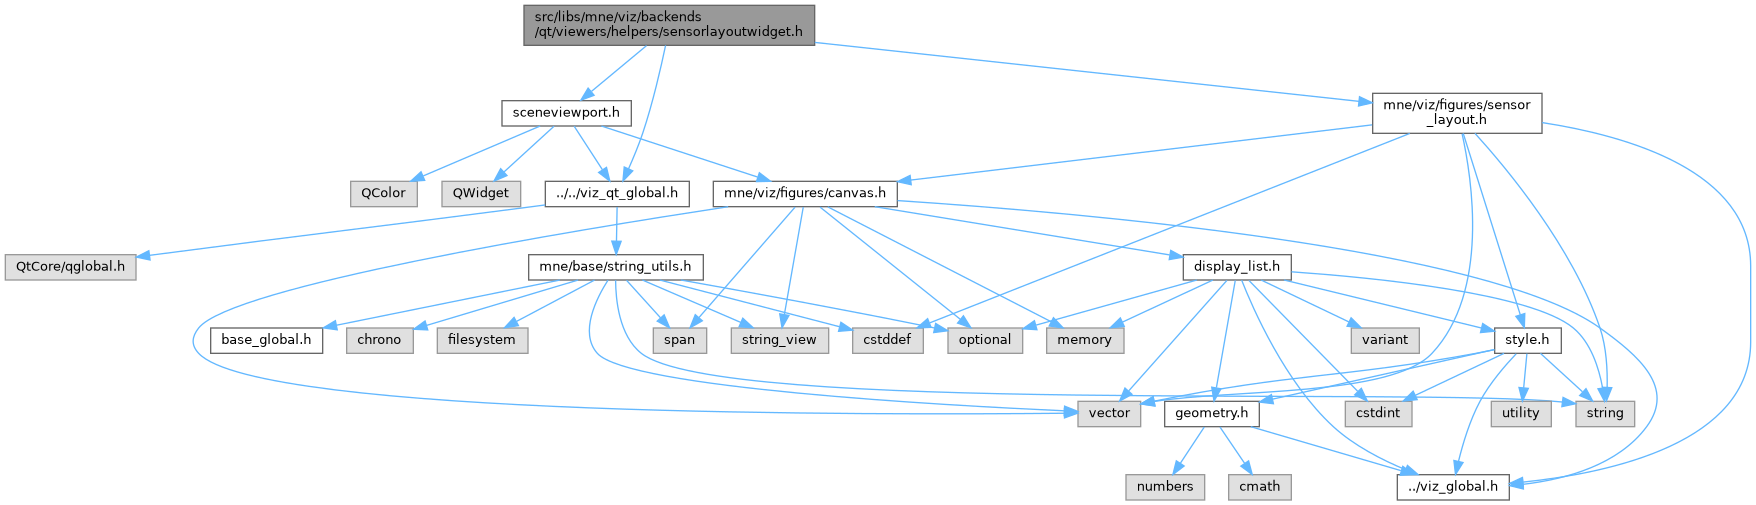 src/libs/mne/viz/backends
/qt/viewers/helpers/sensorlayoutwidget.h
sceneviewport.h
mne/viz/figures/sensor
_layout.h
QColor
QWidget
../../viz_qt_global.h
mne/viz/figures/canvas.h
QtCore/qglobal.h
mne/base/string_utils.h
display_list.h
base_global.h
chrono
filesystem
span
string_view
cstddef
optional
memory
variant
style.h
vector
geometry.h
cstdint
utility
string
numbers
cmath
../viz_global.h